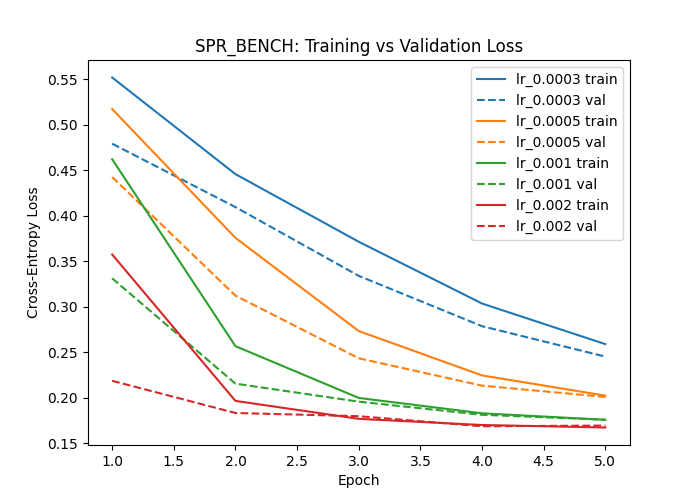 SPR_BENCH: Training vs Validation Loss
Cross-Entropy Loss
0.55
0.50
0.45
0.40
0.35
0.30
0.25
0.20
0.15
lr_0.0003 train
lr_0.0003 val
lr_0.0005 train
lr_0.0005 val
lr_0.001 train
lr_0.001 val
lr_0.002 train
lr_0.002 val
1.0 1.5 2.0 2.5 3.0 3.5 4.0 4.5 5.0
Epoch